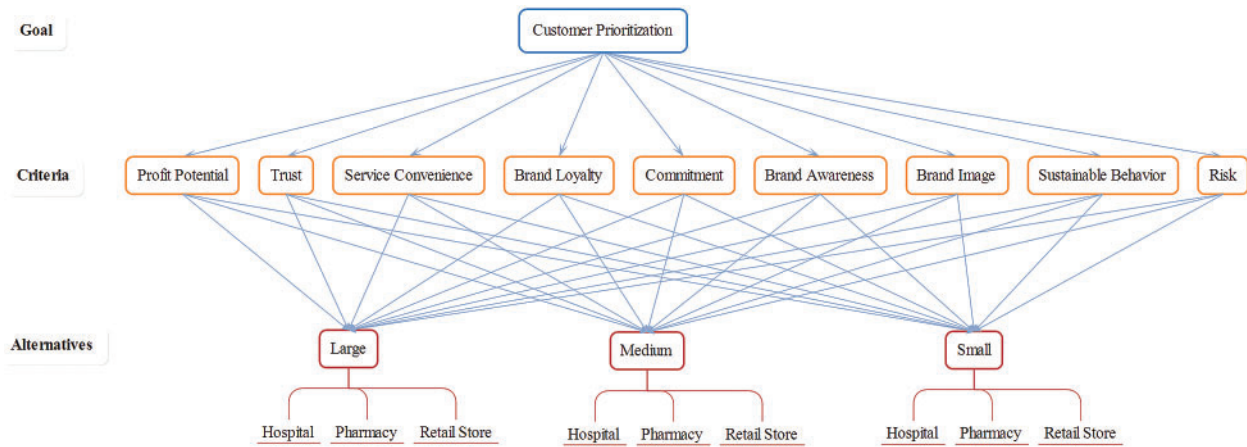 Goal
Customer Prioritization
Criteria
Profit Potential
Trust
Service Convenience
Brand Loyalty
Commitment
Brand Awareness
Brand Image
Sustainable Behavior
Risk
Alternatives
Large
Medium
Small
Hospital
Pharmacy
Retail Store
Hospital
Pharmacy
Retail Store
Hospital
Pharmacy
Retail Store